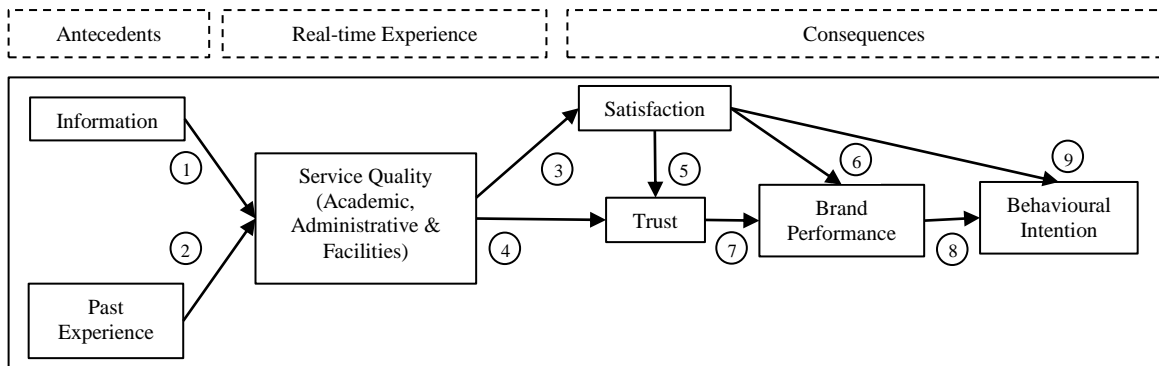 Antecedents
Real-time Experience
Consequences
Information
Satisfaction
1
3
5
6
9
Service Quality
(Academic,
Administrative &
Facilities)
Trust
Brand
Performance
Behavioural
Intention
2
4
7
8
Past
Experience